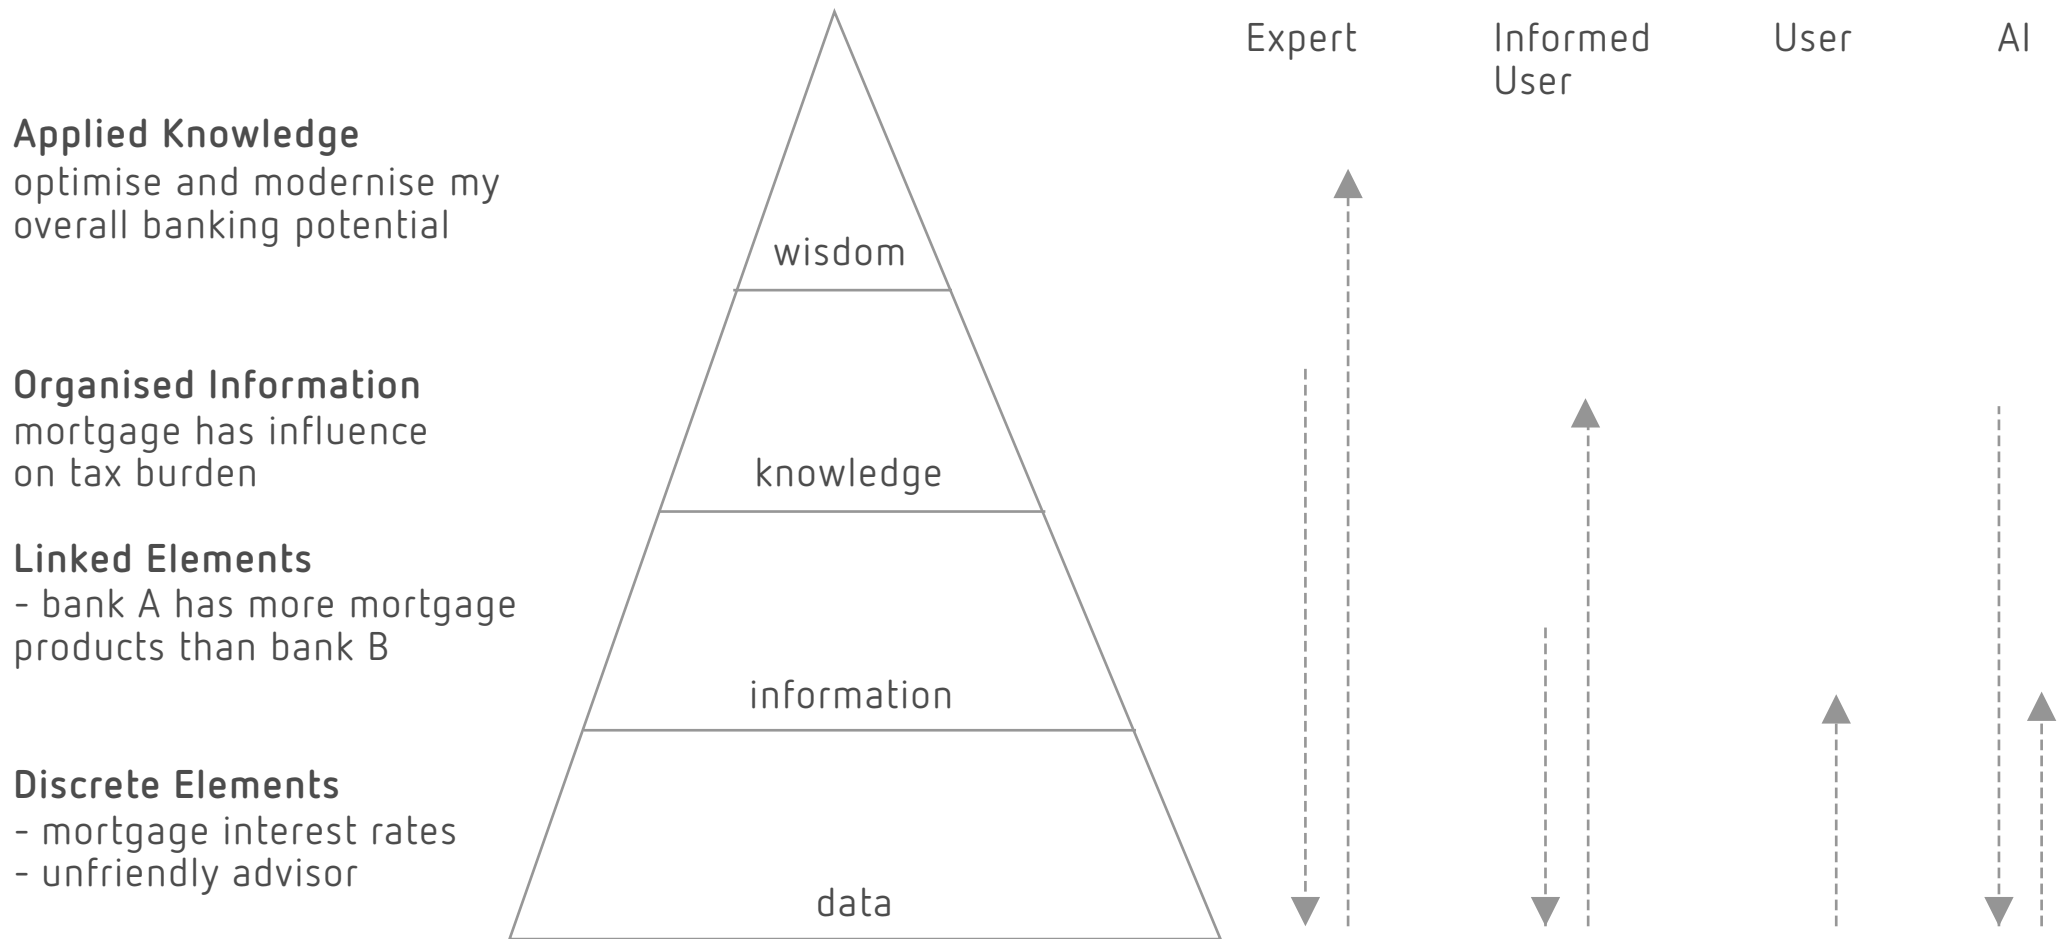 Expert
Informed
User
User
AI
Applied Knowledge
optimise and modernise my
overall banking potential
wisdom
Organised Information
mortgage has influence
on tax burden
knowledge
Linked Elements
- bank A has more mortgage
products than bank B
information
Discrete Elements
- mortgage interest rates
- unfriendly advisor
data